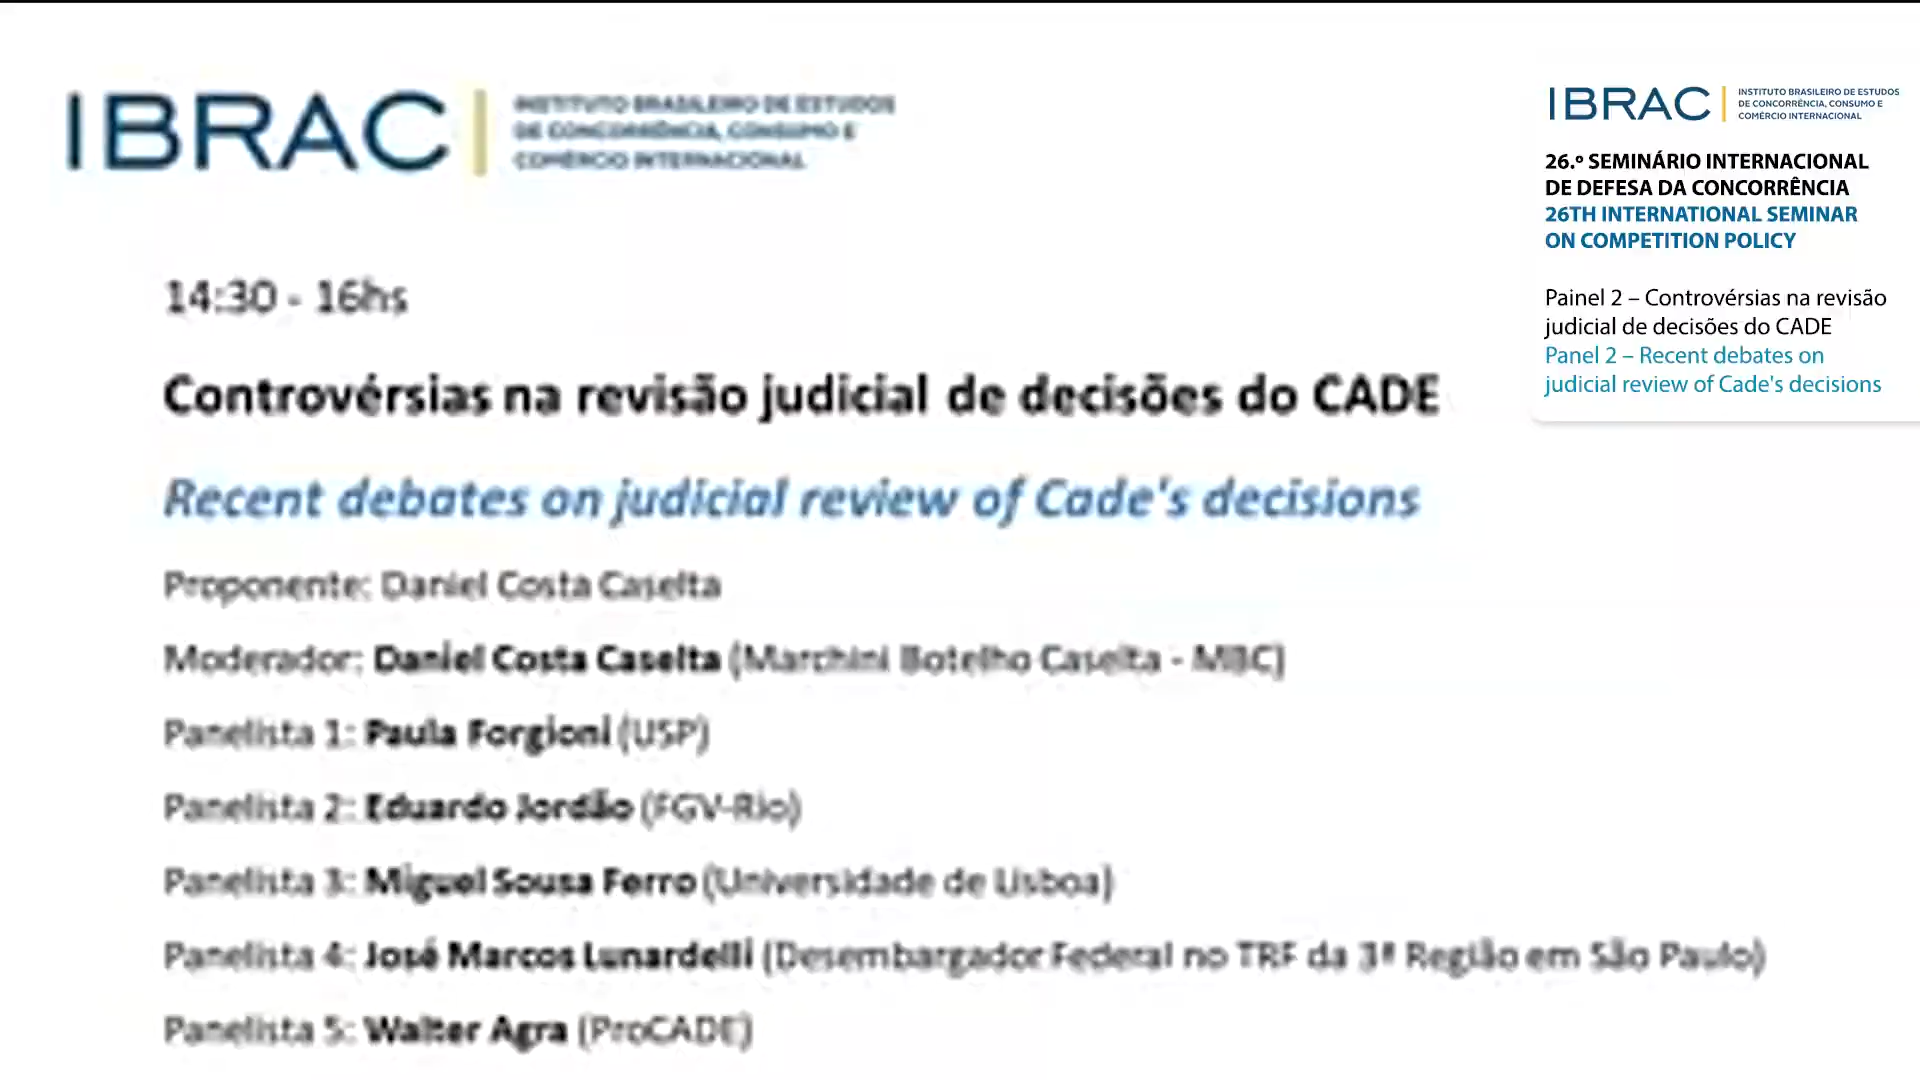 IBRAC
INSTITUTO BRASILEIRO DE ESTUDOS
DE CONCORRÊNCIA, CONSUMO E
COMÉRCIO INTERNACIONAL
14:30 - 16hs
Controvérsias na revisão judicial de decisões do CADE
Recent debates on judicial review of Cade's decisions
Proponente: Daniel Costa Caselta
Moderador: Daniel Costa Caselta (Marchini Botelho Caselta - MBC)
Panelista 1: Paula Forgioni (USP)
Panelista 2: Eduardo Jordão (FGV-Rio)
Panelista 3: Miguel Sousa Ferro (Universidade de Lisboa)
Panelista 4: José Marcos Lunardelli (Desembargador Federal no TRF da 3ª Região em São Paulo)
Panelista 5: Walter Agra (ProCADE)
IBRAC
INSTITUTO BRASILEIRO DE ESTUDOS
DE CONCORRÊNCIA, CONSUMO E
COMÉRCIO INTERNACIONAL
26.º SEMINÁRIO INTERNACIONAL
DE DEFESA DA CONCORRÊNCIA
26TH INTERNATIONAL SEMINAR
ON COMPETITION POLICY
Painel 2 – Controvérsias na revisão
judicial de decisões do CADE
Panel 2 – Recent debates on
judicial review of Cade's decisions